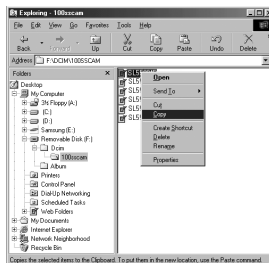 Exploring - 100sscam
File Edit View Go Favorites Tools Help
Back Forward Up Cut Copy Paste Undo Delete
Address F:\DCIM\100SSCAM
Folders
Desktop
My Computer
3½ Floppy (A:)
(C:)
(D:)
Samsung (E:)
Removable Disk (F:)
Dcim
100sscam
Album
Printers
Control Panel
Dial-Up Networking
Scheduled Tasks
Web Folders
My Documents
Internet Explorer
Network Neighborhood
Recycle Bin
Open
Send To
Cut
Copy
Create Shortcut
Delete
Rename
Properties
Copies the selected items to the Clipboard. To put them in the new location, use the Paste command.